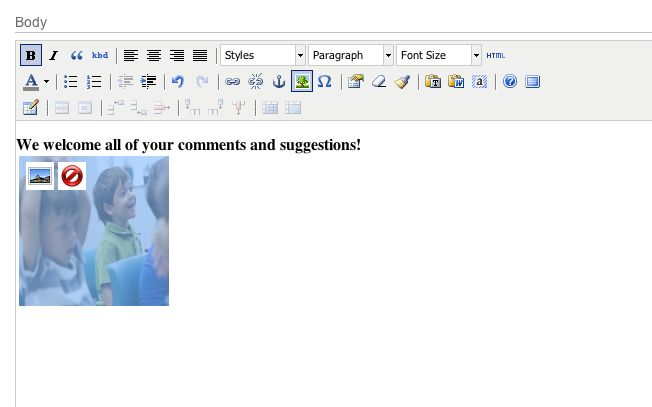 Body
B I kbd Styles Paragraph Font Size HTML
A
We welcome all of your comments and suggestions!